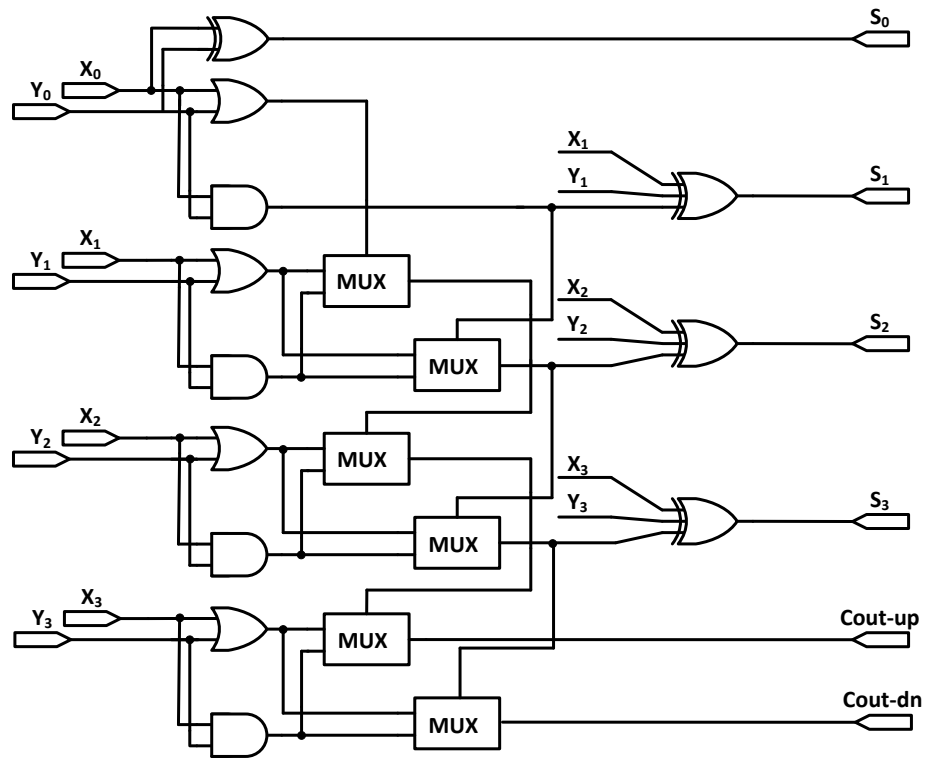 S₀
X₀
Y₀
X₁
Y₁
S₁
X₁
Y₁
MUX
X₂
Y₂
S₂
MUX
X₂
Y₂
MUX
X₃
Y₃
S₃
MUX
X₃
Y₃
MUX
Cout-up
MUX
Cout-dn